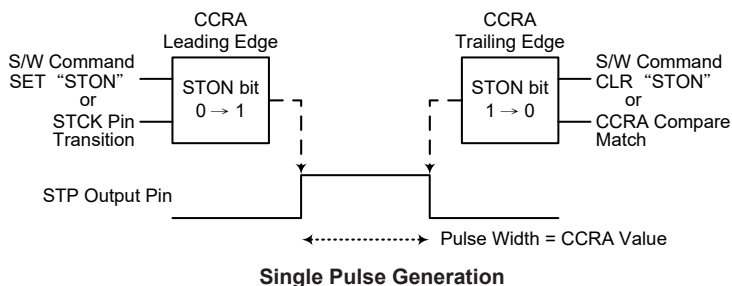 CCRA
Leading Edge
S/W Command
SET “STON”
or
STCK Pin
Transition
STON bit
0 → 1
CCRA
Trailing Edge
STON bit
1 → 0
S/W Command
CLR “STON”
or
CCRA Compare
Match
STP Output Pin
Pulse Width = CCRA Value
Single Pulse Generation